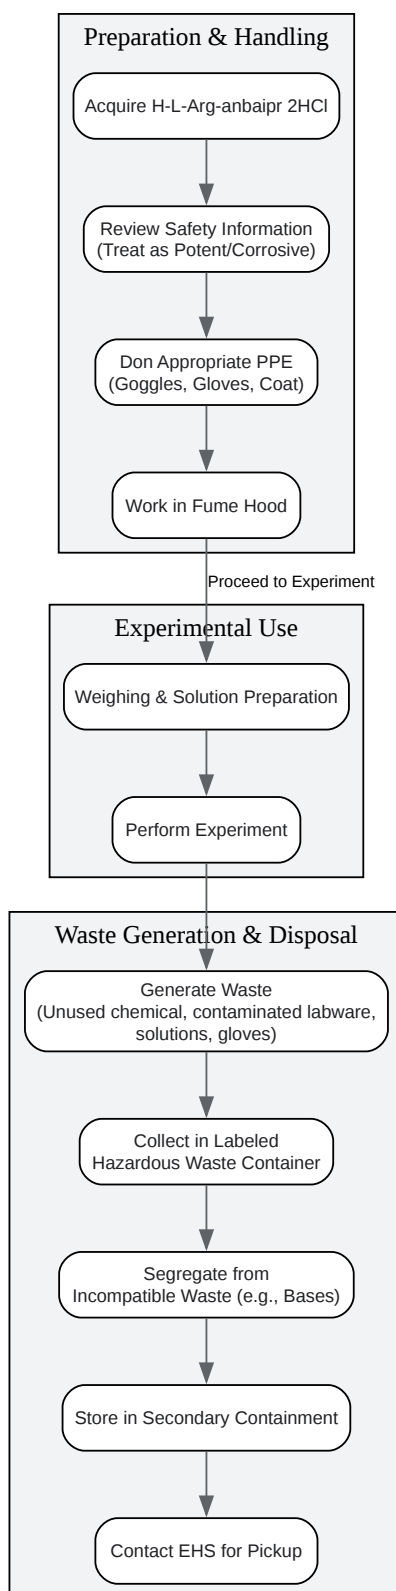 Preparation & Handling
Acquire H-L-Arg-anbaipr 2HCl
Review Safety Information
(Treat as Potent/Corrosive)
Don Appropriate PPE
(Goggles, Gloves, Coat)
Work in Fume Hood
Proceed to Experiment
Experimental Use
Weighing & Solution Preparation
Perform Experiment
Waste Generation & Disposal
Generate Waste
(Unused chemical, contaminated labware,
solutions, gloves)
Collect in Labeled
Hazardous Waste Container
Segregate from
Incompatible Waste (e.g., Bases)
Store in Secondary Containment
Contact EHS for Pickup